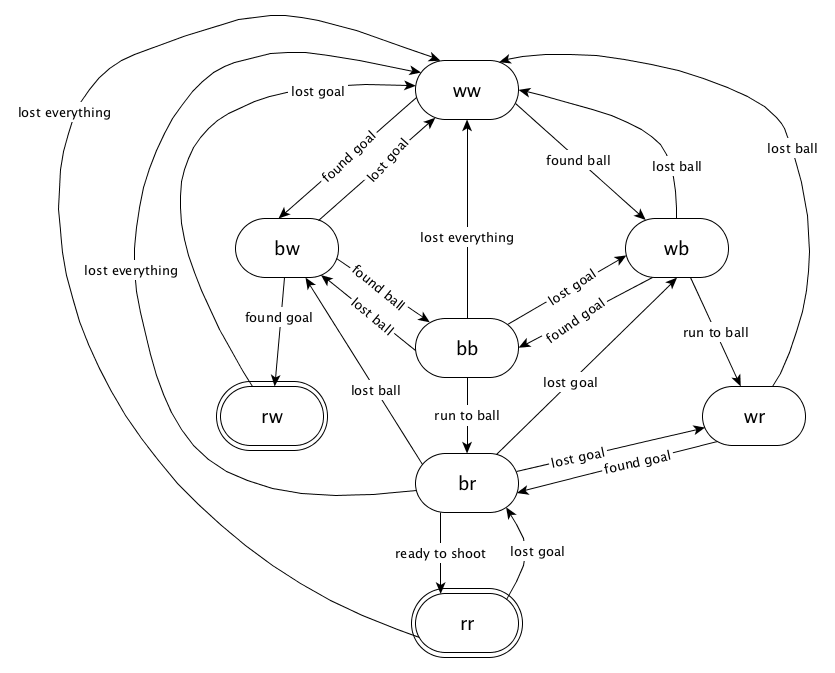 lost goal
ww
lost everything
found goal
lost goal
found ball
lost ball
lost ball
bw
lost everything
wb
lost everything
found ball
lost ball
lost goal
found goal
found goal
run to ball
bb
lost ball
lost goal
run to ball
rw
wr
lost goal
found goal
br
ready to shoot
lost goal
rr